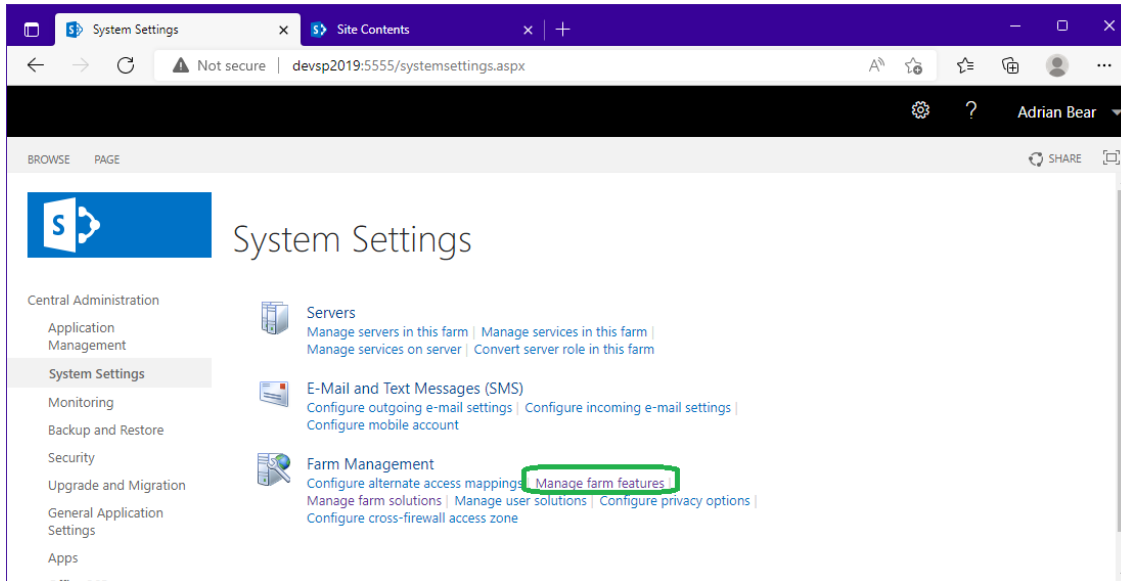 System Settings
Site Contents
Not secure | devsp2019:5555/systemsettings.aspx
Adrian Bear
BROWSE PAGE
SHARE
System Settings
Central Administration
Application
Management
System Settings
Monitoring
Backup and Restore
Security
Upgrade and Migration
General Application
Settings
Apps
Servers
Manage servers in this farm | Manage services in this farm |
Manage services on server | Convert server role in this farm
E-Mail and Text Messages (SMS)
Configure outgoing e-mail settings | Configure incoming e-mail settings |
Configure mobile account
Farm Management
Configure alternate access mappings | Manage farm features |
Manage farm solutions | Manage user solutions | Configure privacy options |
Configure cross-firewall access zone